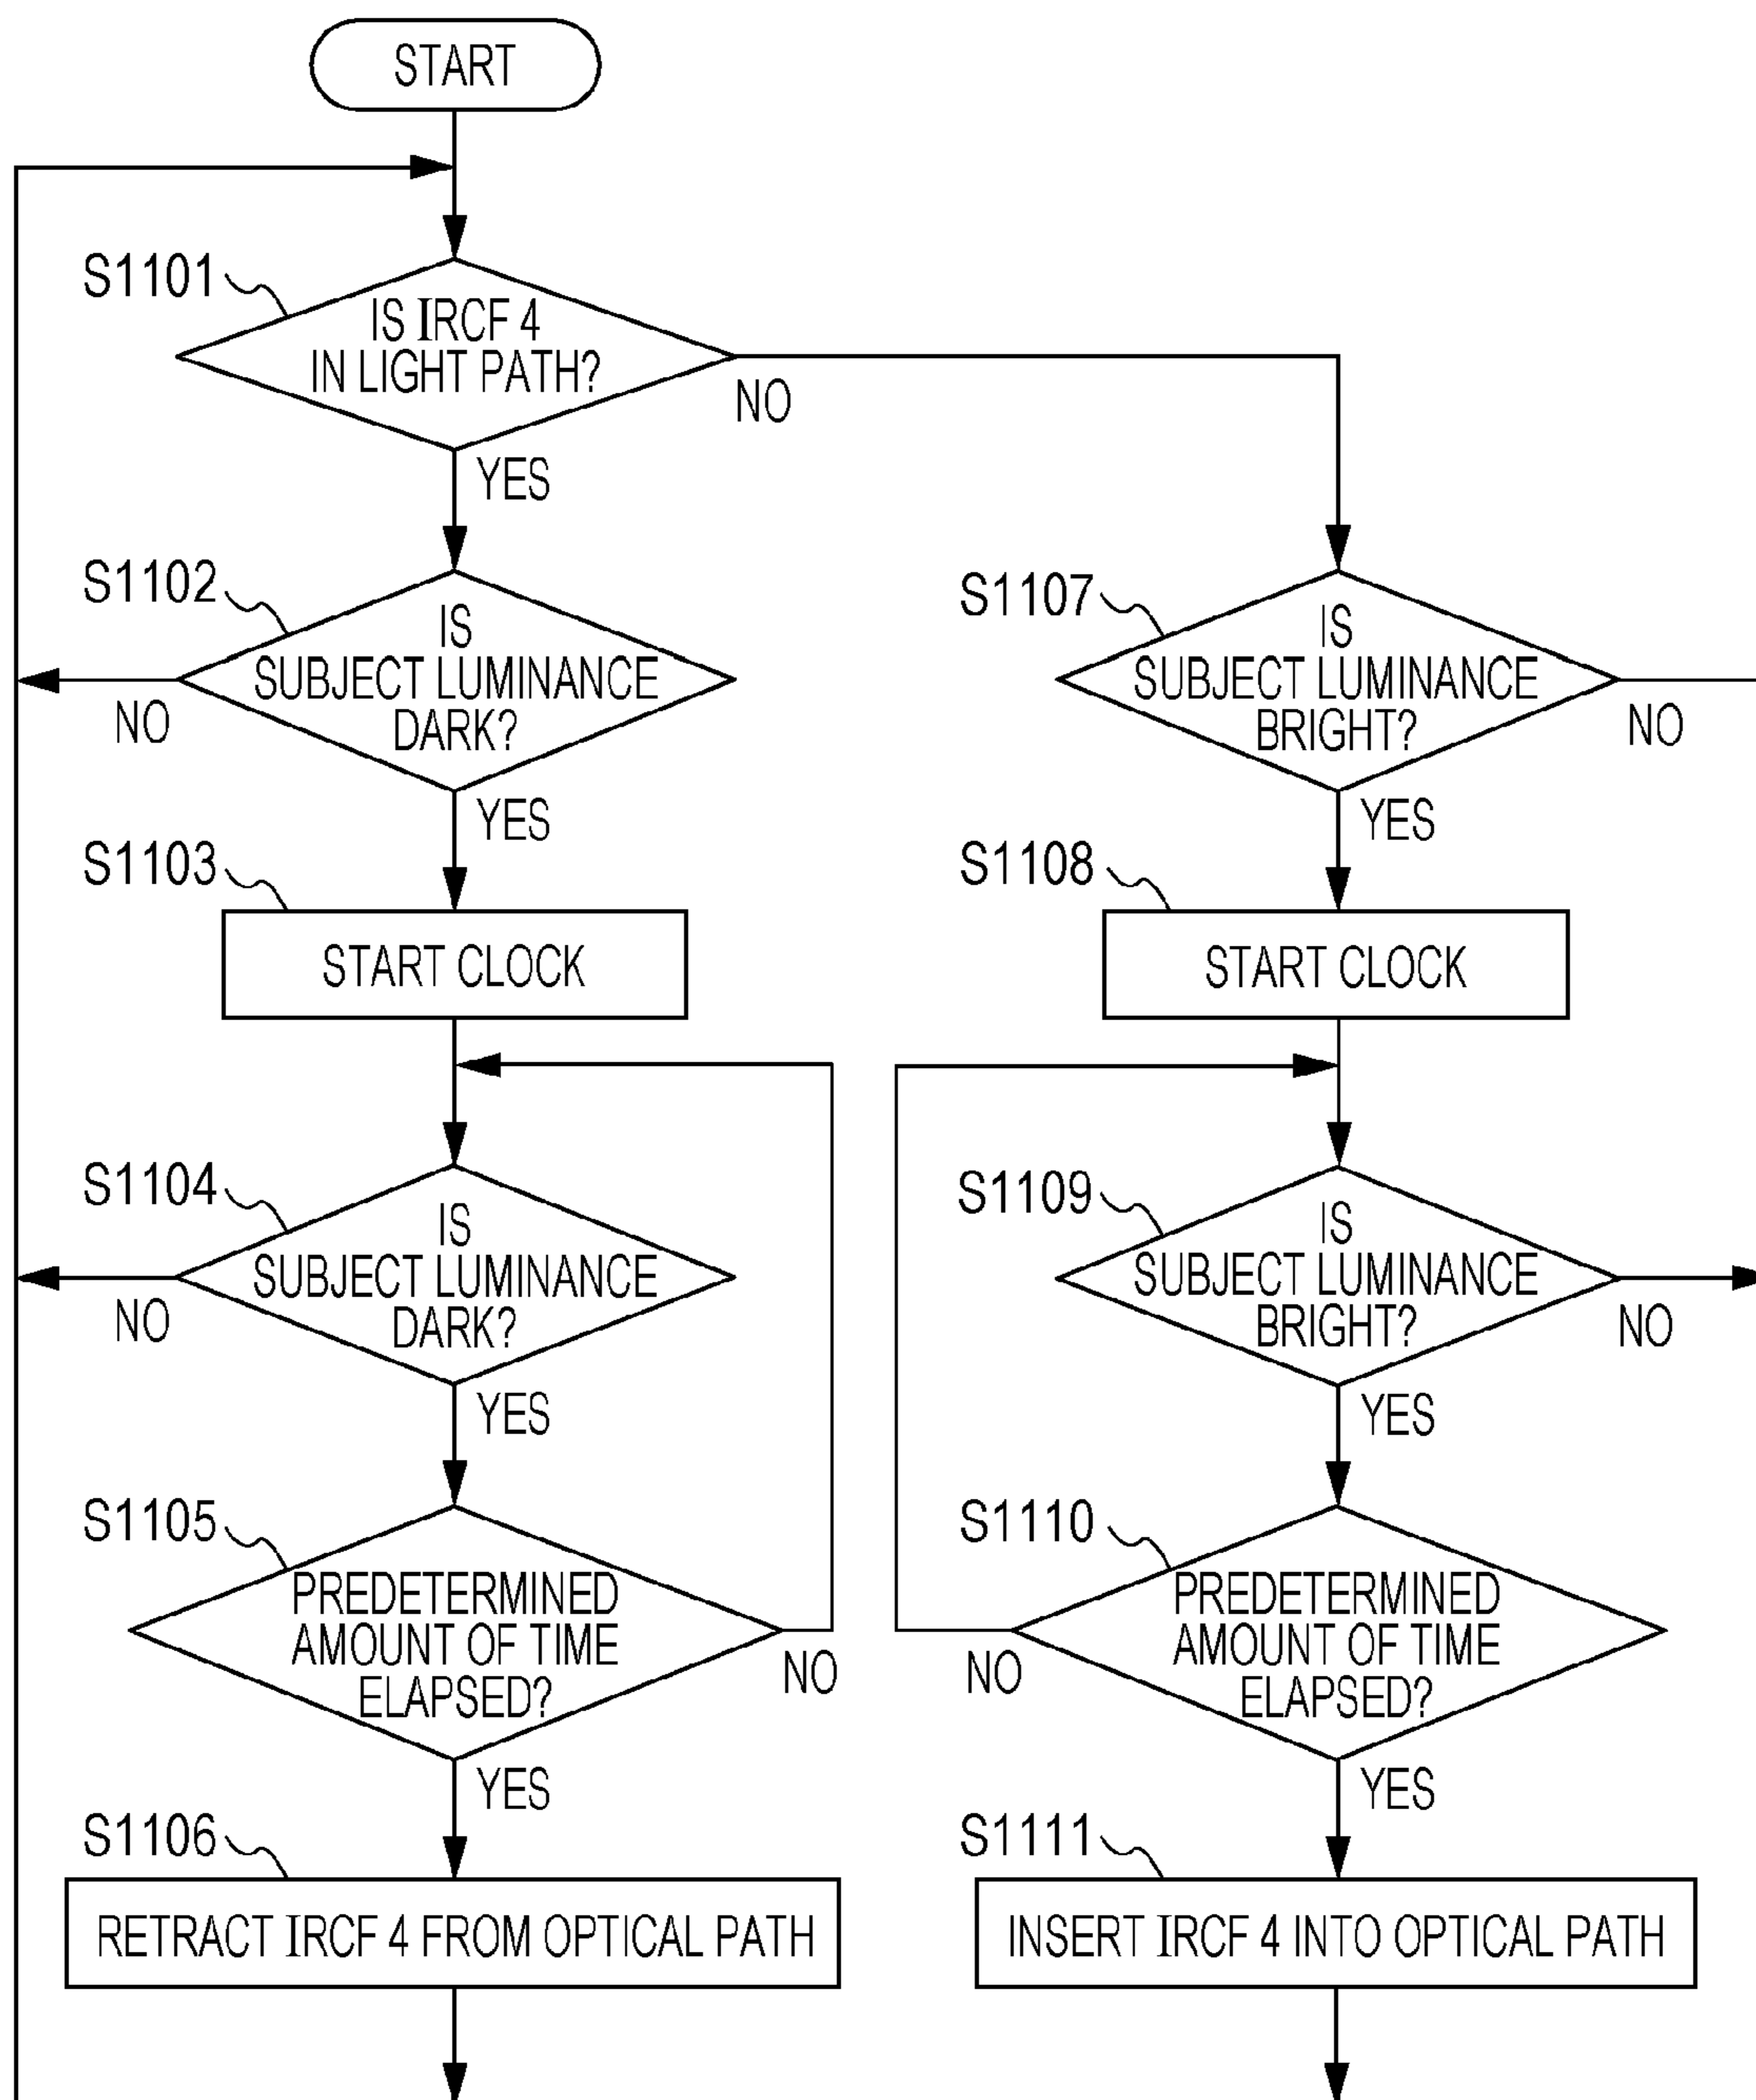 START
S1101
IS IRCF 4
IN LIGHT PATH?
NO
YES
S1102
IS
SUBJECT LUMINANCE
DARK?
NO
YES
S1103
START CLOCK
S1104
IS
SUBJECT LUMINANCE
DARK?
NO
YES
S1105
PREDETERMINED
AMOUNT OF TIME
ELAPSED?
NO
YES
S1106
RETRACT IRCF 4 FROM OPTICAL PATH
S1107
IS
SUBJECT LUMINANCE
BRIGHT?
NO
YES
S1108
START CLOCK
S1109
IS
SUBJECT LUMINANCE
BRIGHT?
NO
YES
S1110
PREDETERMINED
AMOUNT OF TIME
ELAPSED?
NO
YES
S1111
INSERT IRCF 4 INTO OPTICAL PATH